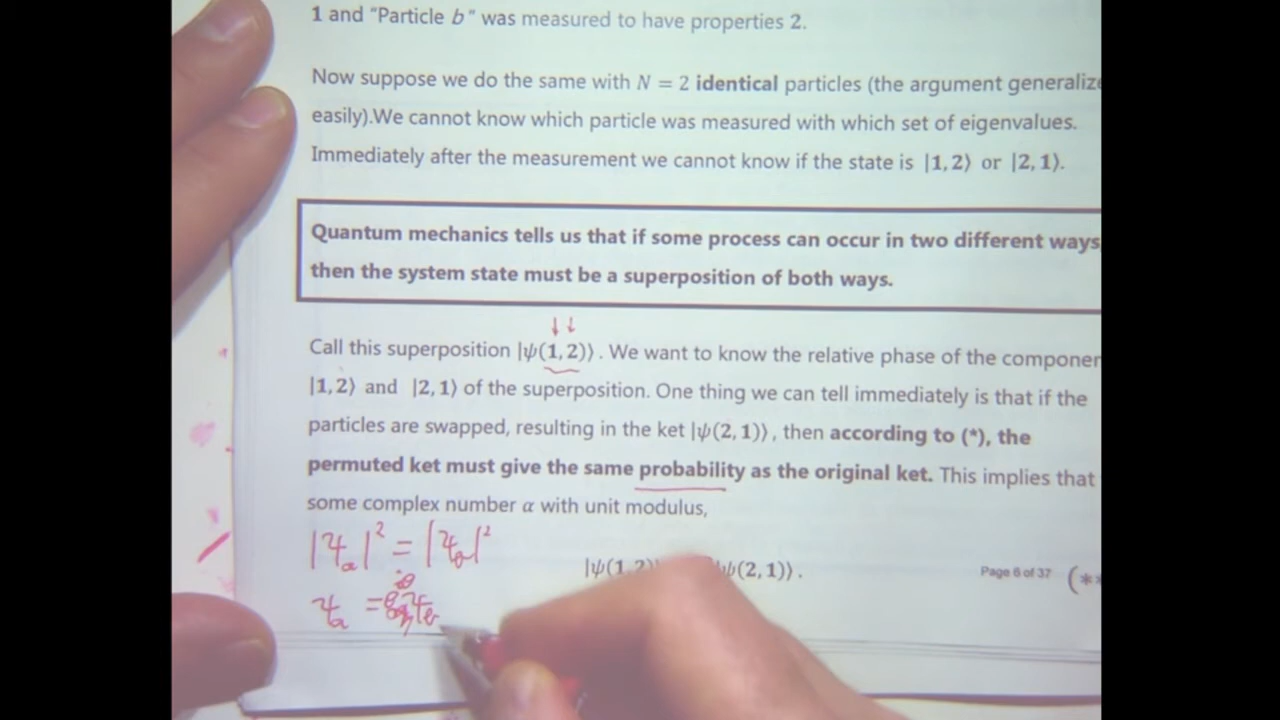 1 and “Particle b” was measured to have properties 2.
Now suppose we do the same with N = 2 identical particles (the argument generalize
easily).We cannot know which particle was measured with which set of eigenvalues.
Immediately after the measurement we cannot know if the state is |1, 2⟩ or |2, 1⟩.
Quantum mechanics tells us that if some process can occur in two different ways
then the system state must be a superposition of both ways.
↓↓
Call this superposition |ψ(1, 2)⟩. We want to know the relative phase of the componen
|1, 2⟩ and |2, 1⟩ of the superposition. One thing we can tell immediately is that if the
particles are swapped, resulting in the ket |ψ(2, 1)⟩, then according to (*), the
permuted ket must give the same probability as the original ket. This implies that
some complex number α with unit modulus,
|ψₐ|² = |ψ_b|²
|ψ(1,2)⟩ ψ(2,1)⟩.
Page 6 of 37 (**
ψₐ =